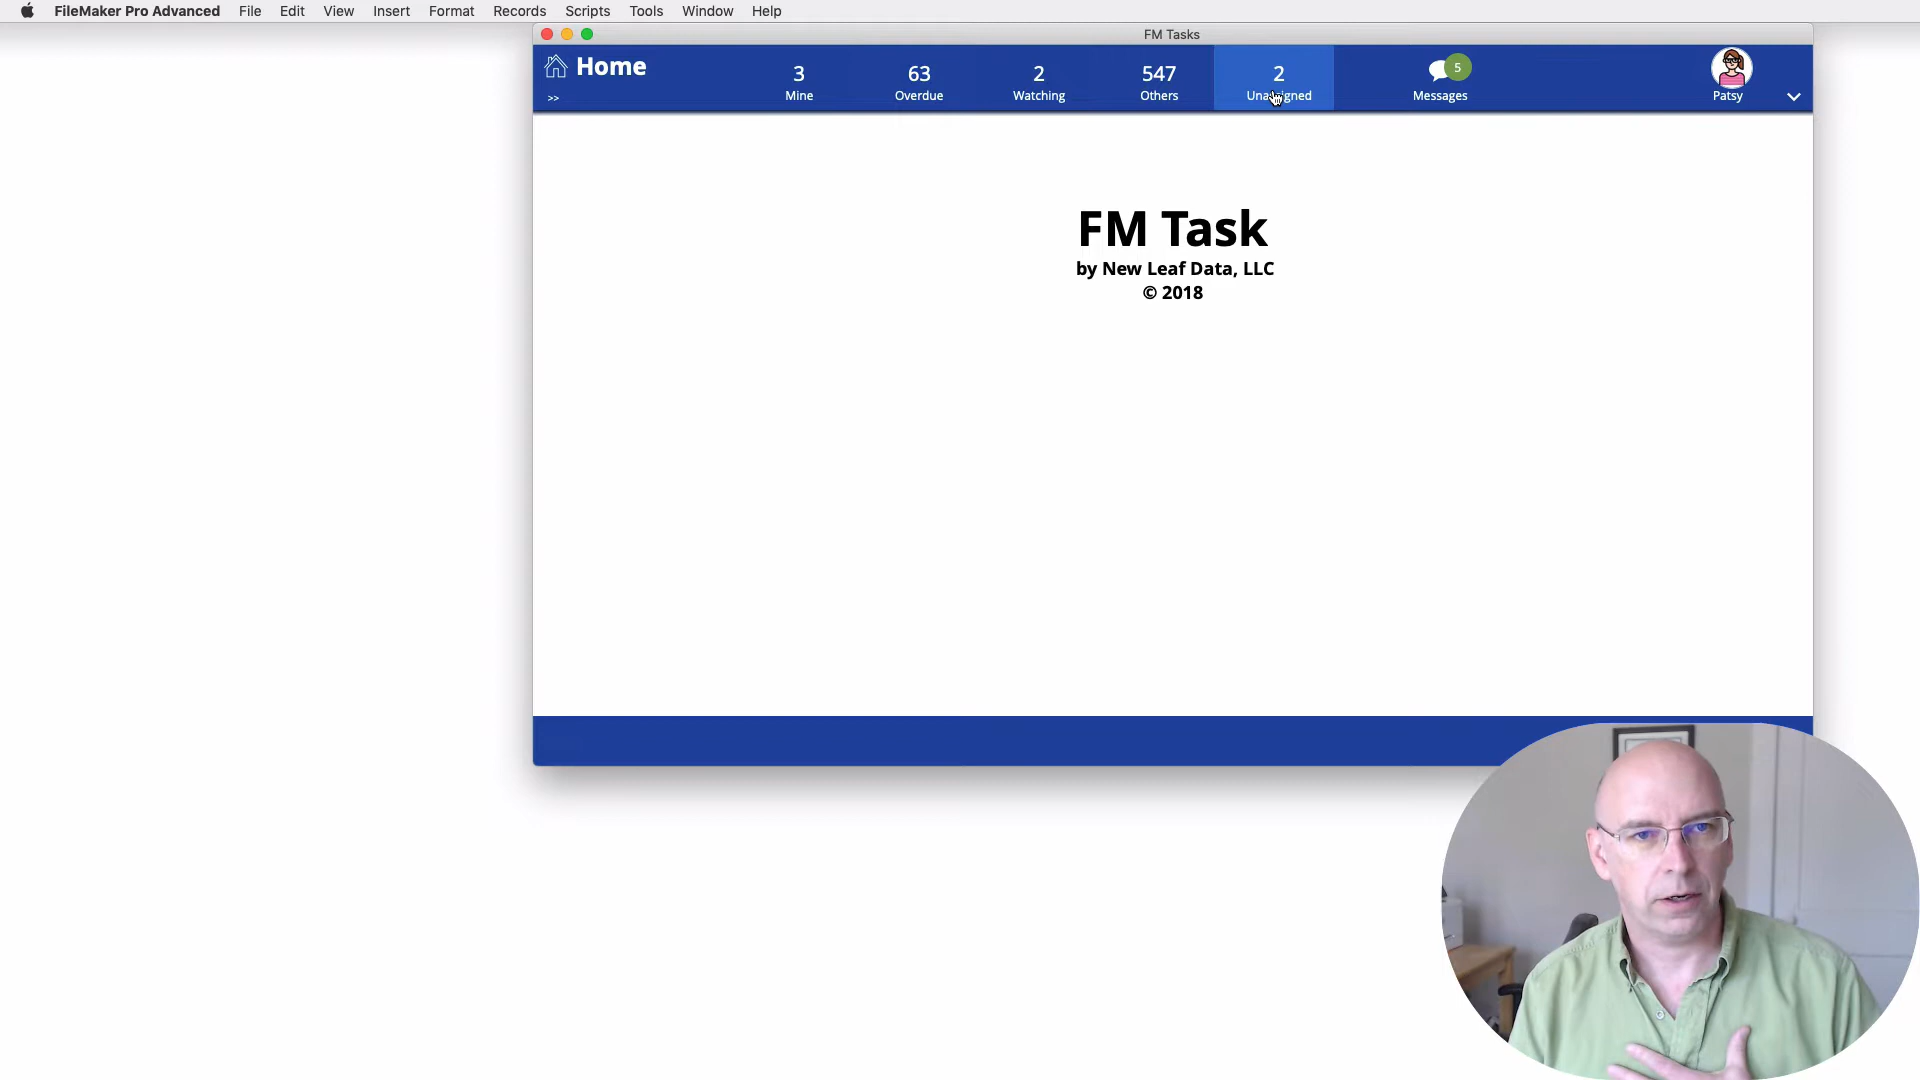 FileMaker Pro Advanced File Edit View Insert Format Records Scripts Tools Window Help
FM Tasks
Home
>>
3
Mine
63
Overdue
2
Watching
547
Others
2
Unassigned
5
Messages
Patsy
FM Task
by New Leaf Data, LLC
© 2018